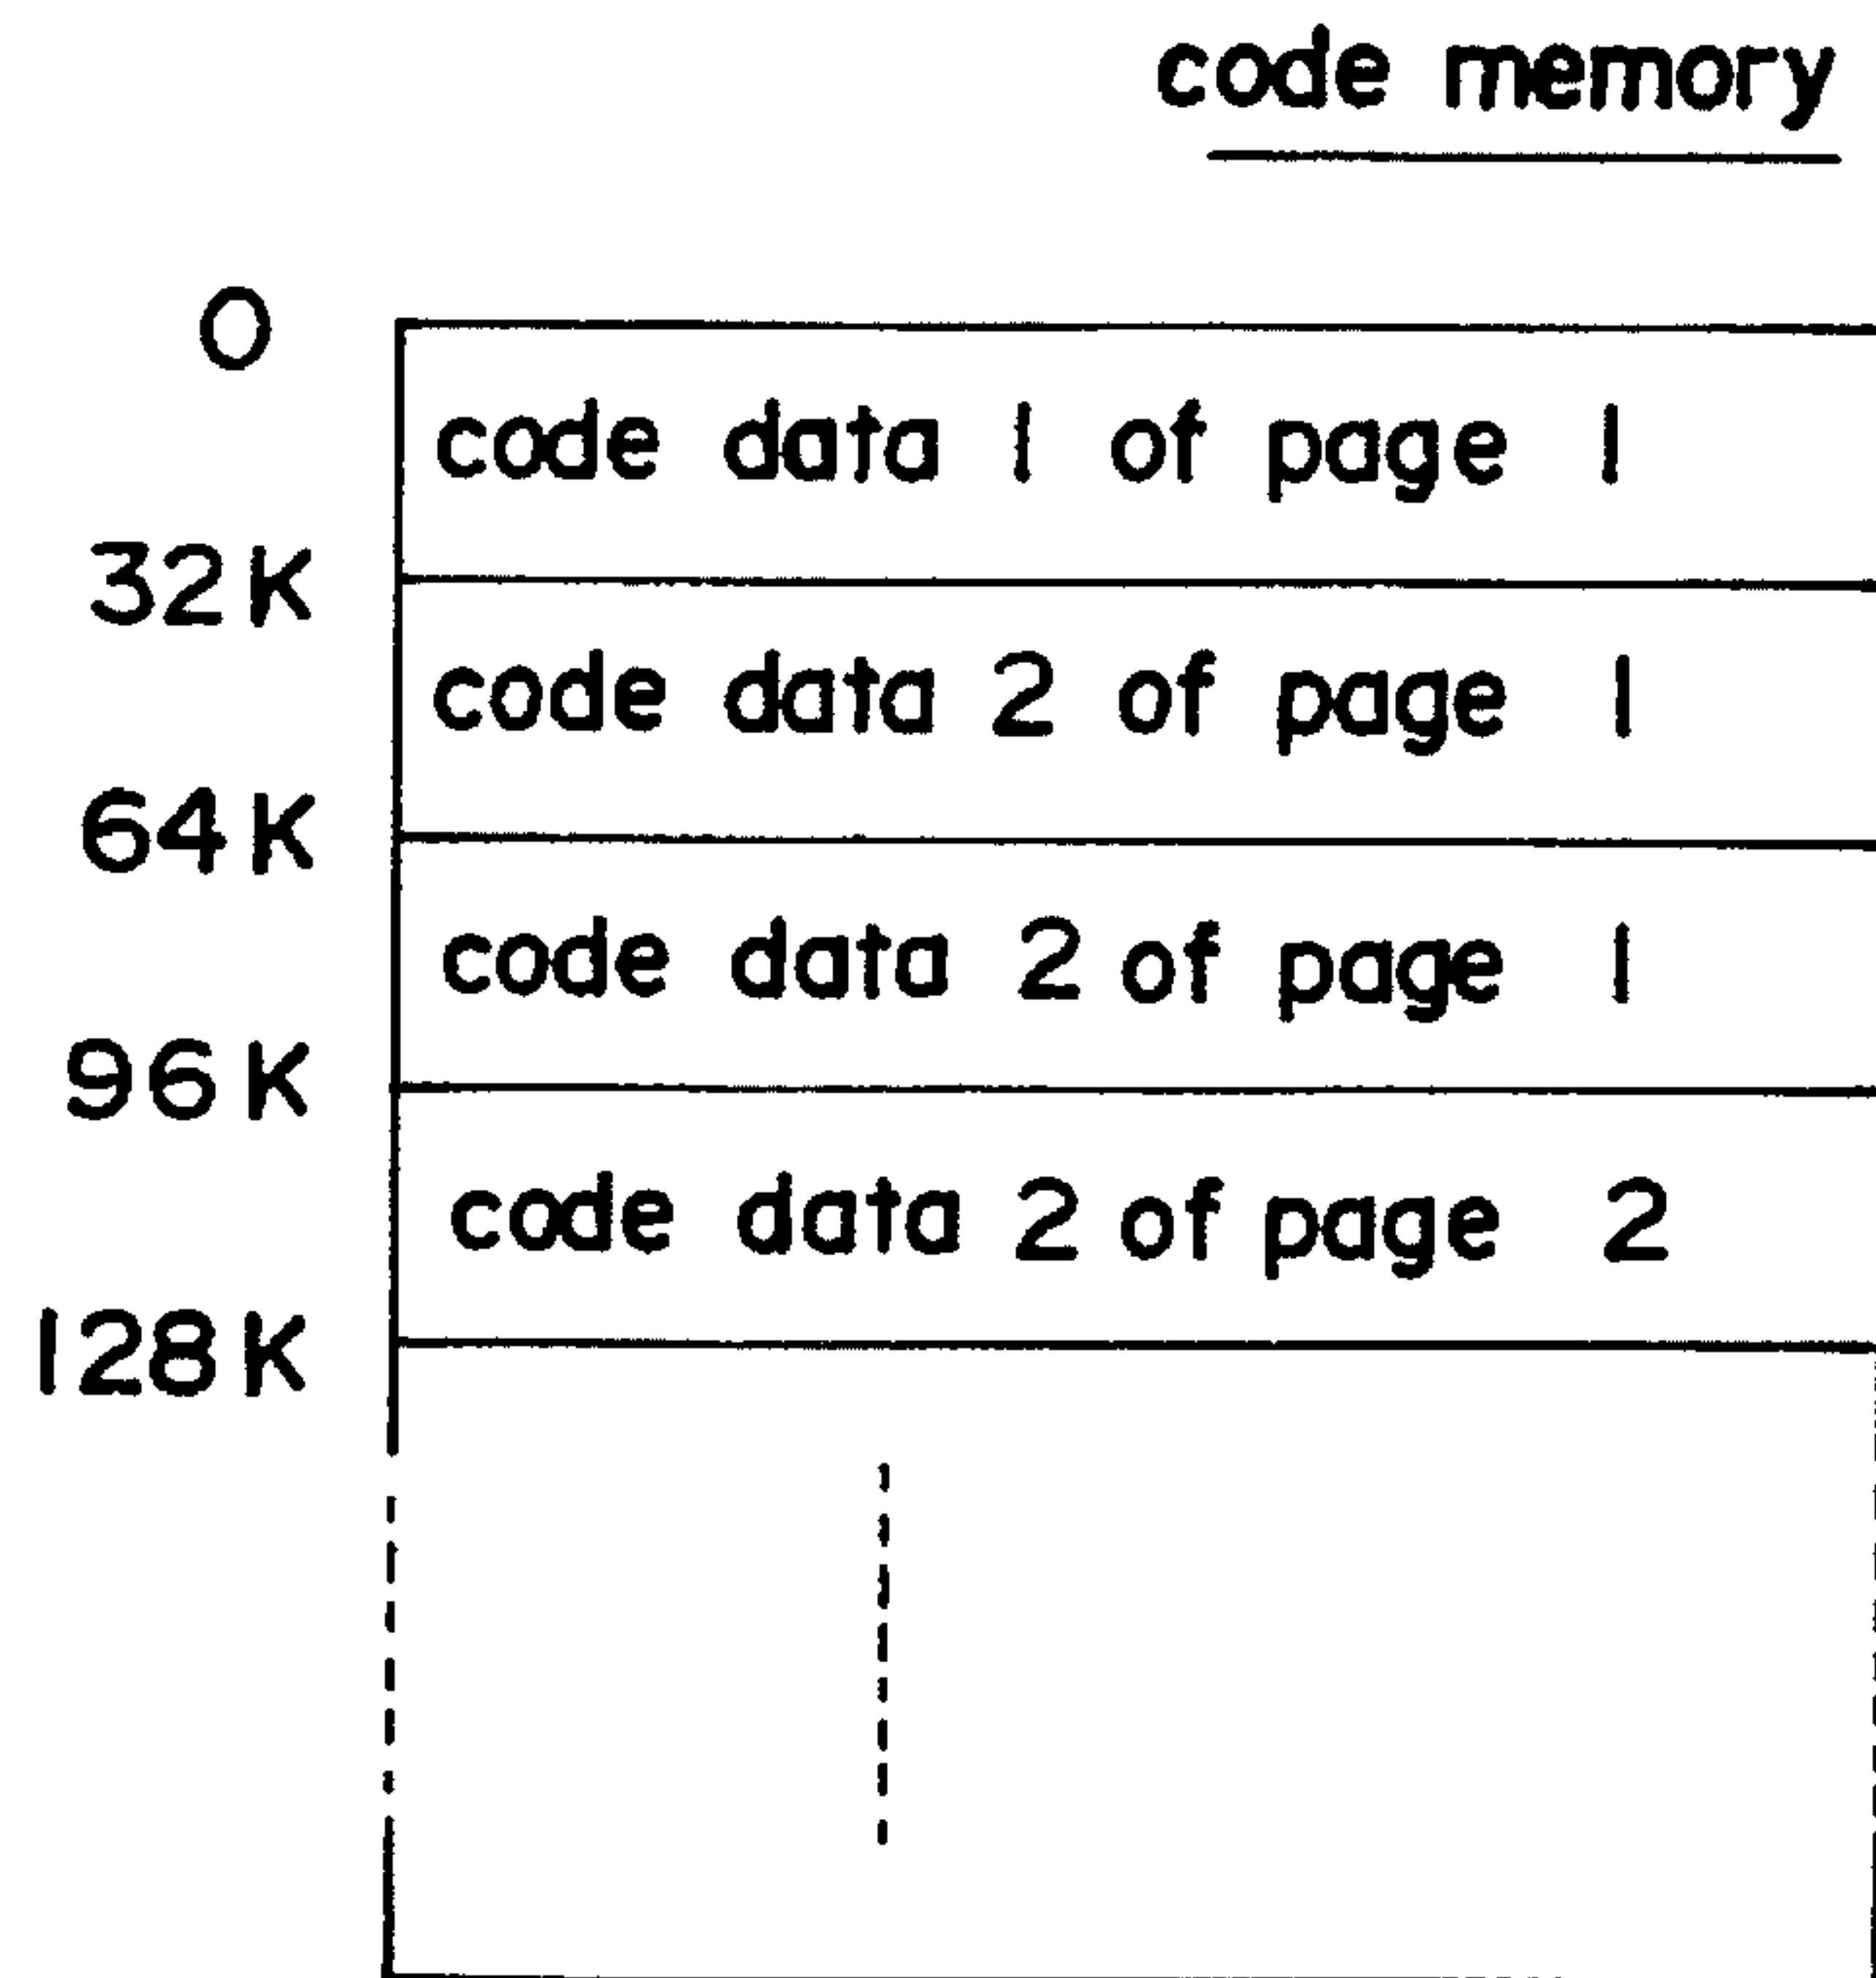 code memory
0
code data 1 of page 1
32K
code data 2 of page 1
64K
code data 2 of page 1
96K
code data 2 of page 2
128K